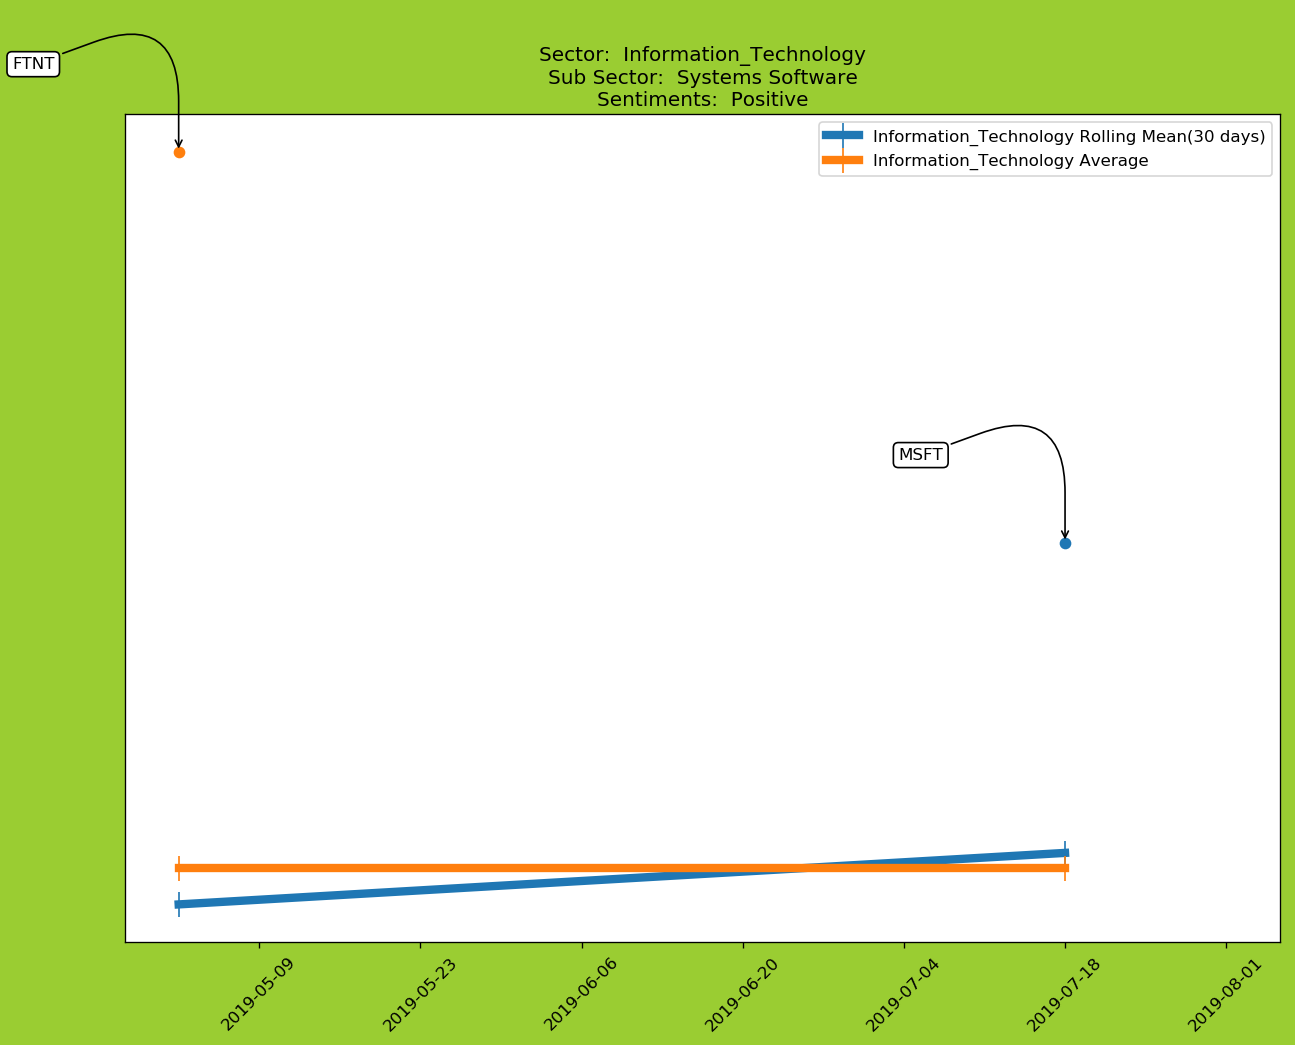 FTNT
Sector:  Information_Technology
Sub Sector:  Systems Software
Sentiments:  Positive
Information_Technology Rolling Mean(30 days)
Information_Technology Average
MSFT
2019-05-09
2019-05-23
2019-06-06
2019-06-20
2019-07-04
2019-07-18
2019-08-01